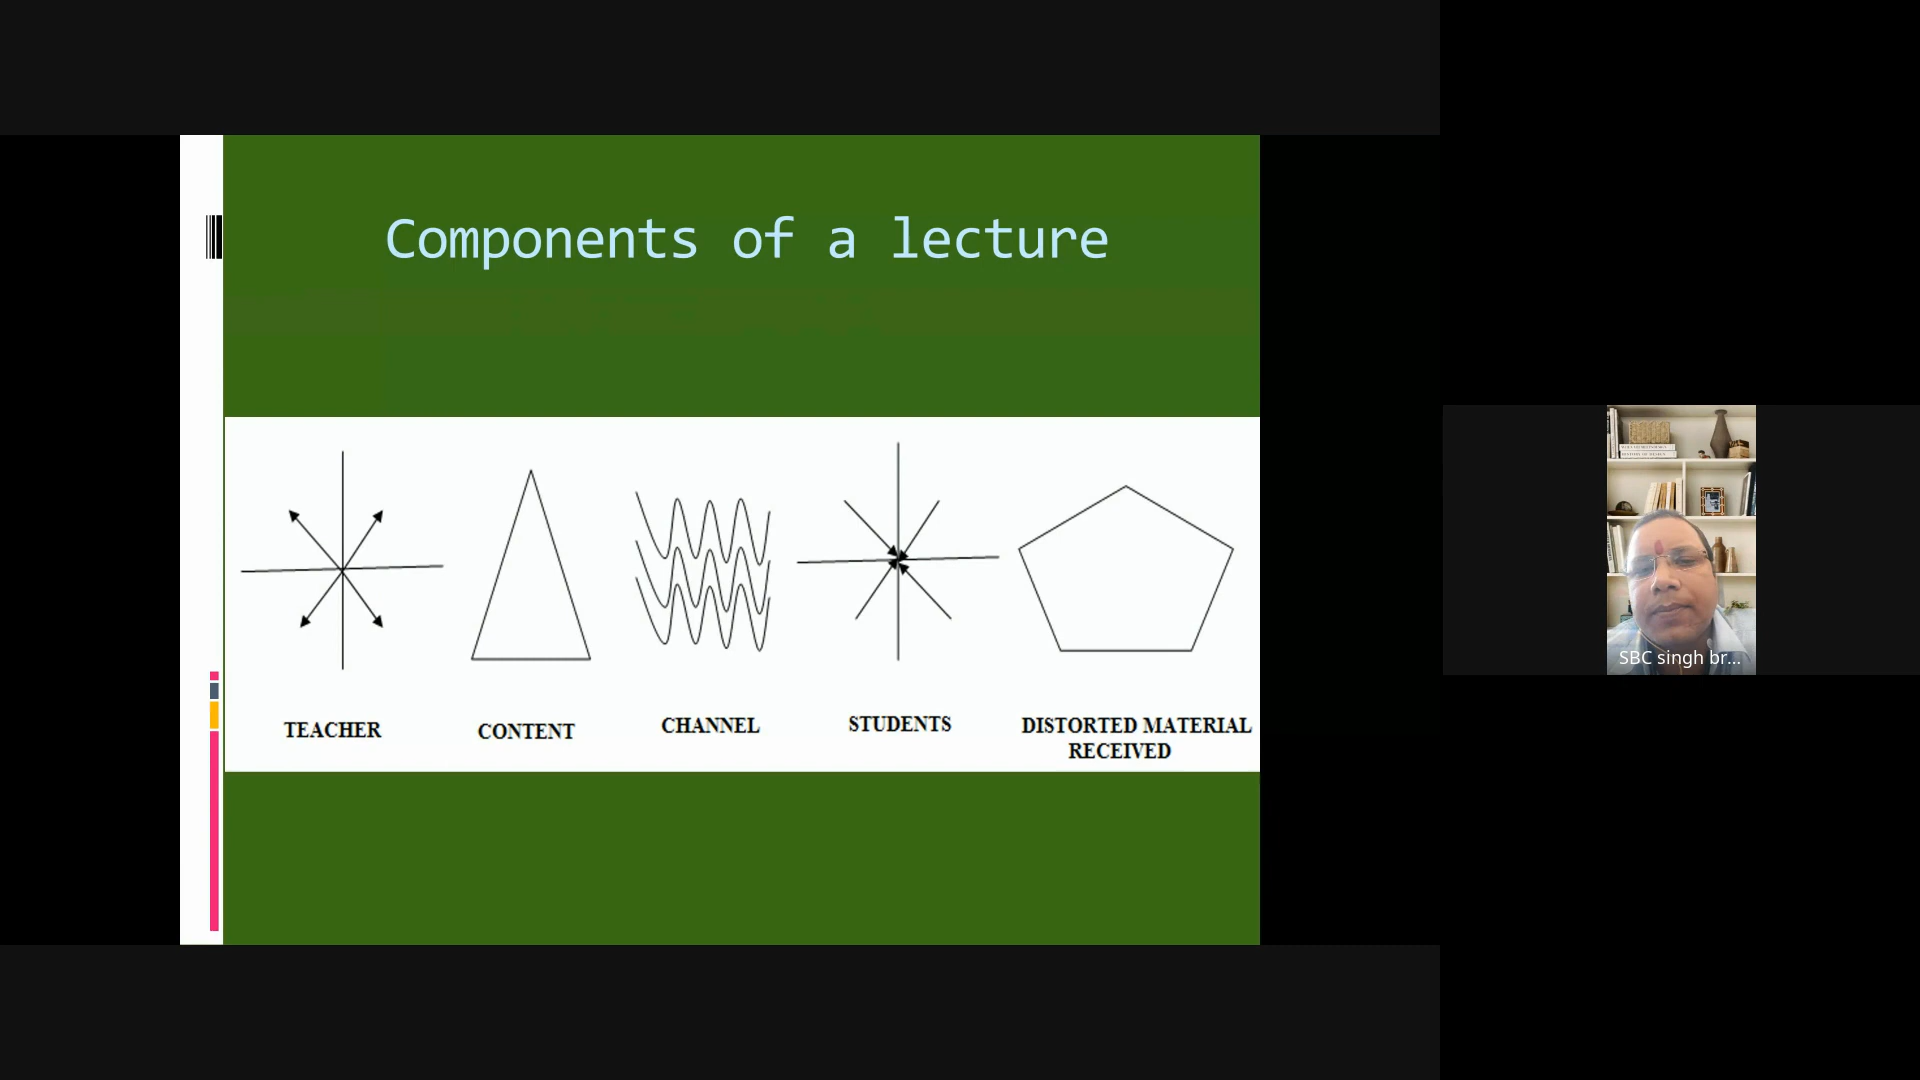 Components of a lecture
TEACHER
CONTENT
CHANNEL
STUDENTS
DISTORTED MATERIAL
RECEIVED
SBC singh br...